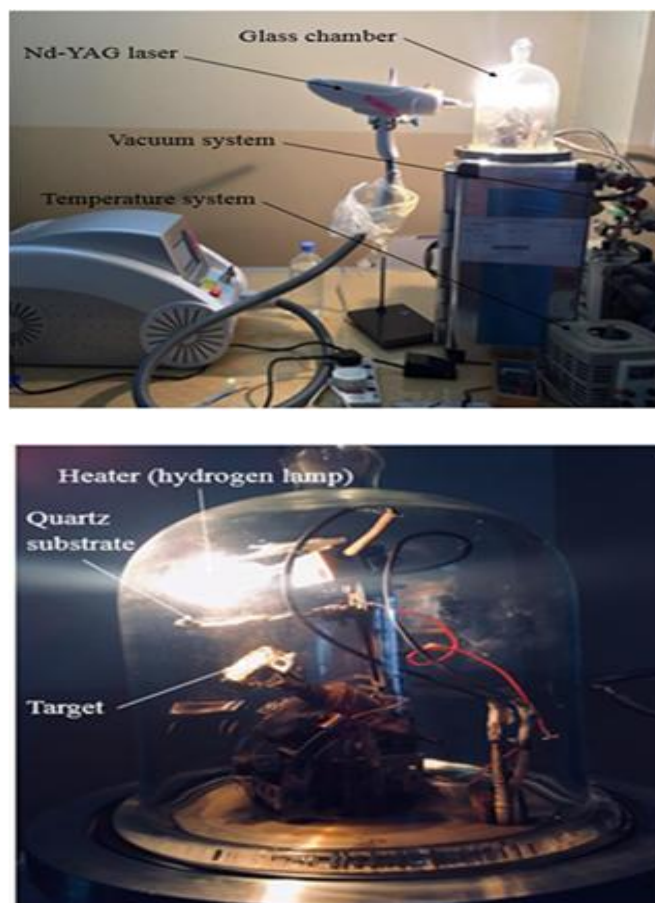 Glass chamber
Nd-YAG laser
Vacuum system
Temperature system
Heater (hydrogen lamp)
Quartz
substrate
Target